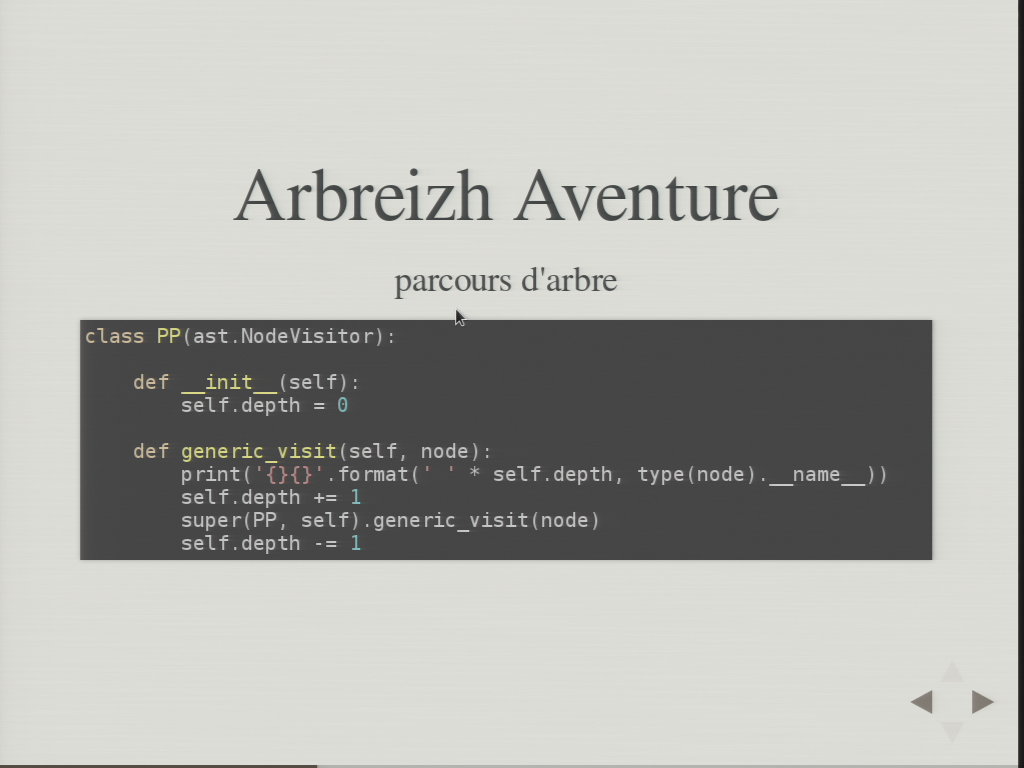 Arbreizh Aventure
parcours d'arbre
class PP(ast.NodeVisitor):
    def __init__(self):
        self.depth = 0
    def generic_visit(self, node):
        print('{}{}'.format(' ' * self.depth, type(node).__name__))
        self.depth += 1
        super(PP, self).generic_visit(node)
        self.depth -= 1